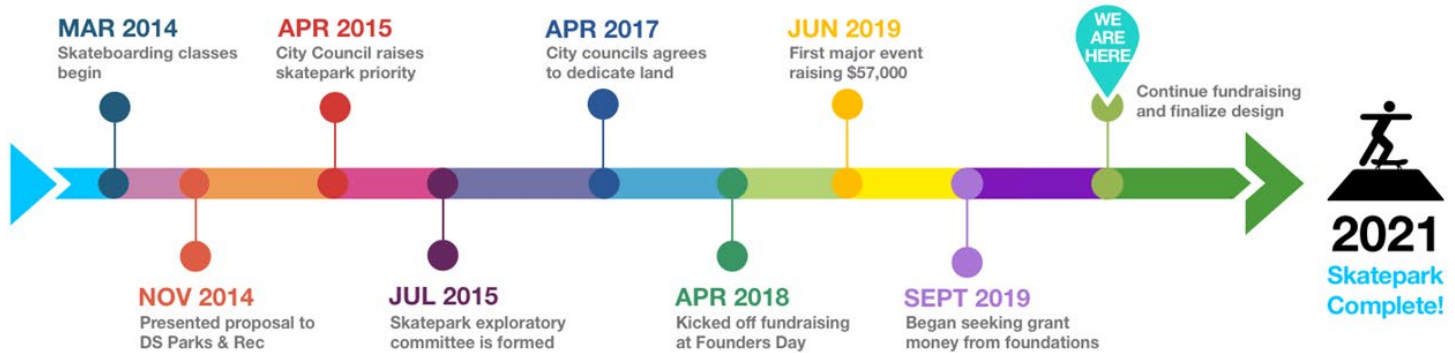 MAR 2014
Skateboarding classes
begin
APR 2015
City Council raises
skatepark priority
APR 2017
City councils agrees
to dedicate land
JUN 2019
First major event
raising $57,000
WE
ARE
HERE
Continue fundraising
and finalize design
NOV 2014
Presented proposal to
DS Parks & Rec
JUL 2015
Skatepark exploratory
committee is formed
APR 2018
Kicked off fundraising
at Founders Day
SEPT 2019
Began seeking grant
money from foundations
2021
Skatepark
Complete!